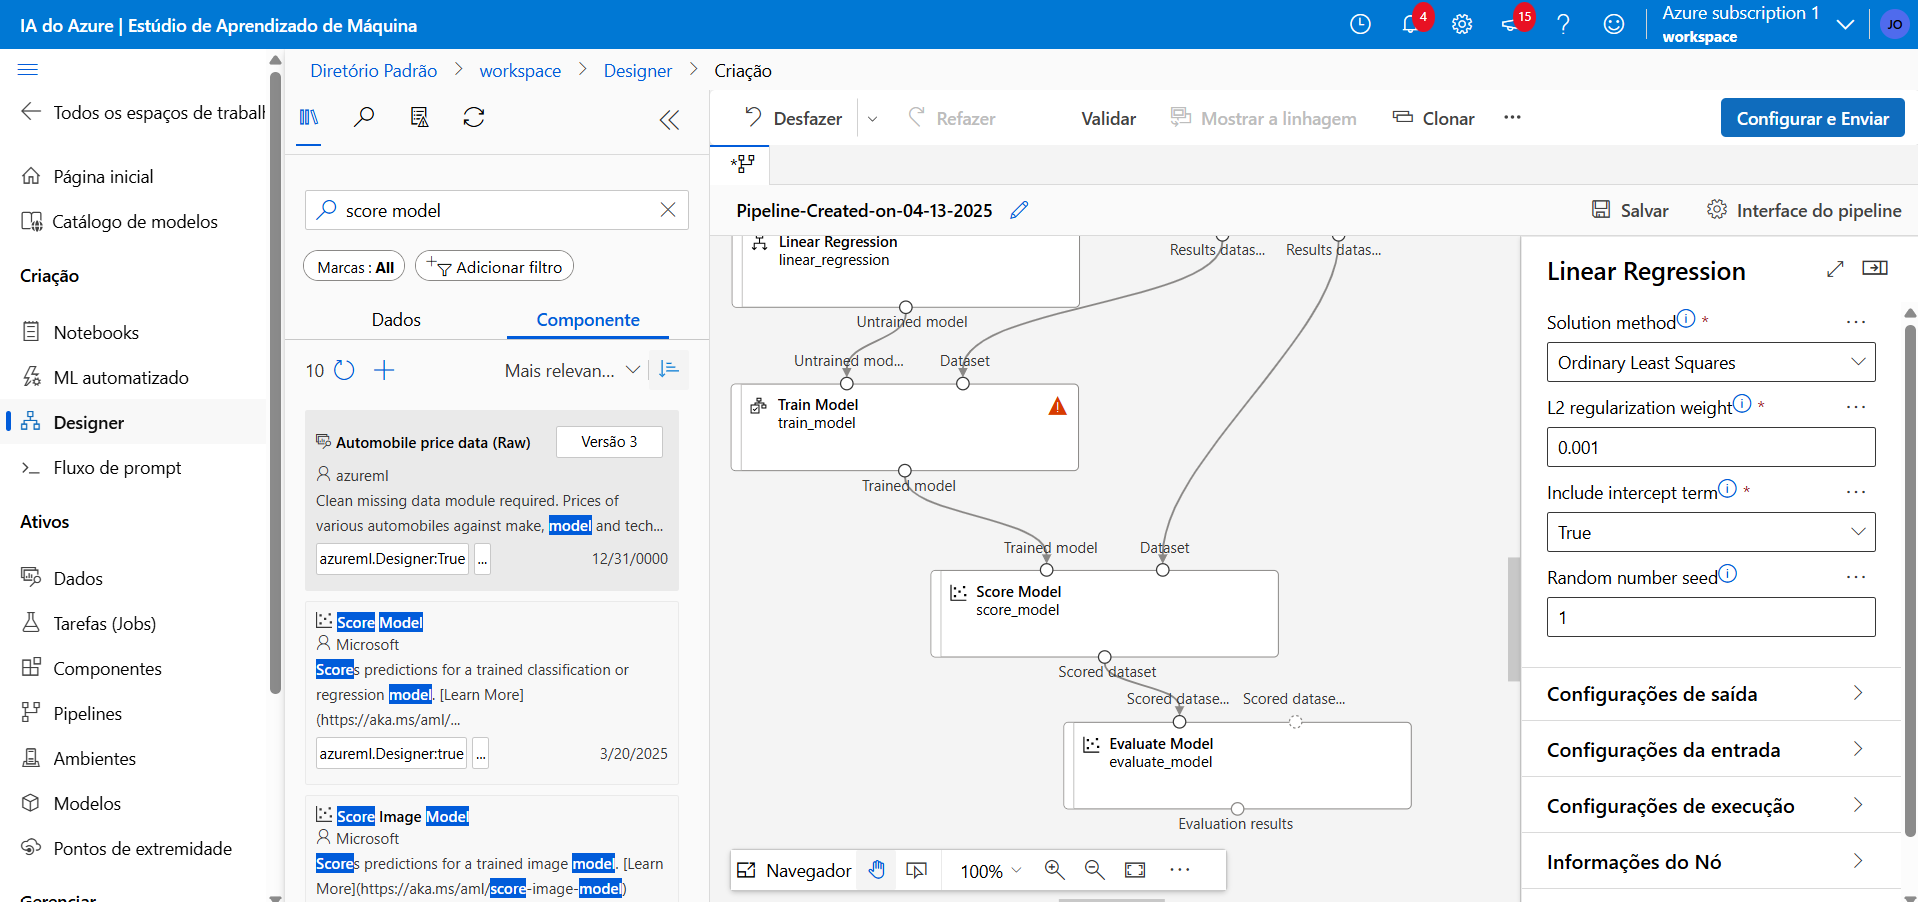 IA do Azure | Estúdio de Aprendizado de Máquina
4
15
Azure subscription 1
workspace
JO
Todos os espaços de trabalh
Página inicial
Catálogo de modelos
Criação
Notebooks
ML automatizado
Designer
Fluxo de prompt
Ativos
Dados
Tarefas (Jobs)
Componentes
Pipelines
Ambientes
Modelos
Pontos de extremidade
Gerenciar
Diretório Padrão > workspace > Designer > Criação
score model
Marcas : All
Adicionar filtro
Dados
Componente
10
Mais relevan...
Automobile price data (Raw)
Versão 3
azureml
Clean missing data module required. Prices of
various automobiles against make, model and tech...
azureml.Designer:True
...
12/31/0000
Score Model
Microsoft
Scores predictions for a trained classification or
regression model. [Learn More]
(https://aka.ms/aml/...
azureml.Designer:true
...
3/20/2025
Score Image Model
Microsoft
Scores predictions for a trained image model. [Learn
More](https://aka.ms/aml/score-image-model)
Desfazer
Refazer
Validar
Mostrar a linhagem
Clonar
...
Configurar e Enviar
Pipeline-Created-on-04-13-2025
Salvar
Interface do pipeline
Linear Regression
linear_regression
Results datas...
Results datas...
Untrained model
Untrained mod...
Dataset
Train Model
train_model
Trained model
Trained model
Dataset
Score Model
score_model
Scored dataset
Scored datase...
Scored datase...
Evaluate Model
evaluate_model
Evaluation results
Navegador
100%
...
Linear Regression
Solution method *
...
Ordinary Least Squares
L2 regularization weight *
...
0.001
Include intercept term *
...
True
Random number seed
...
1
Configurações de saída
Configurações da entrada
Configurações de execução
Informações do Nó